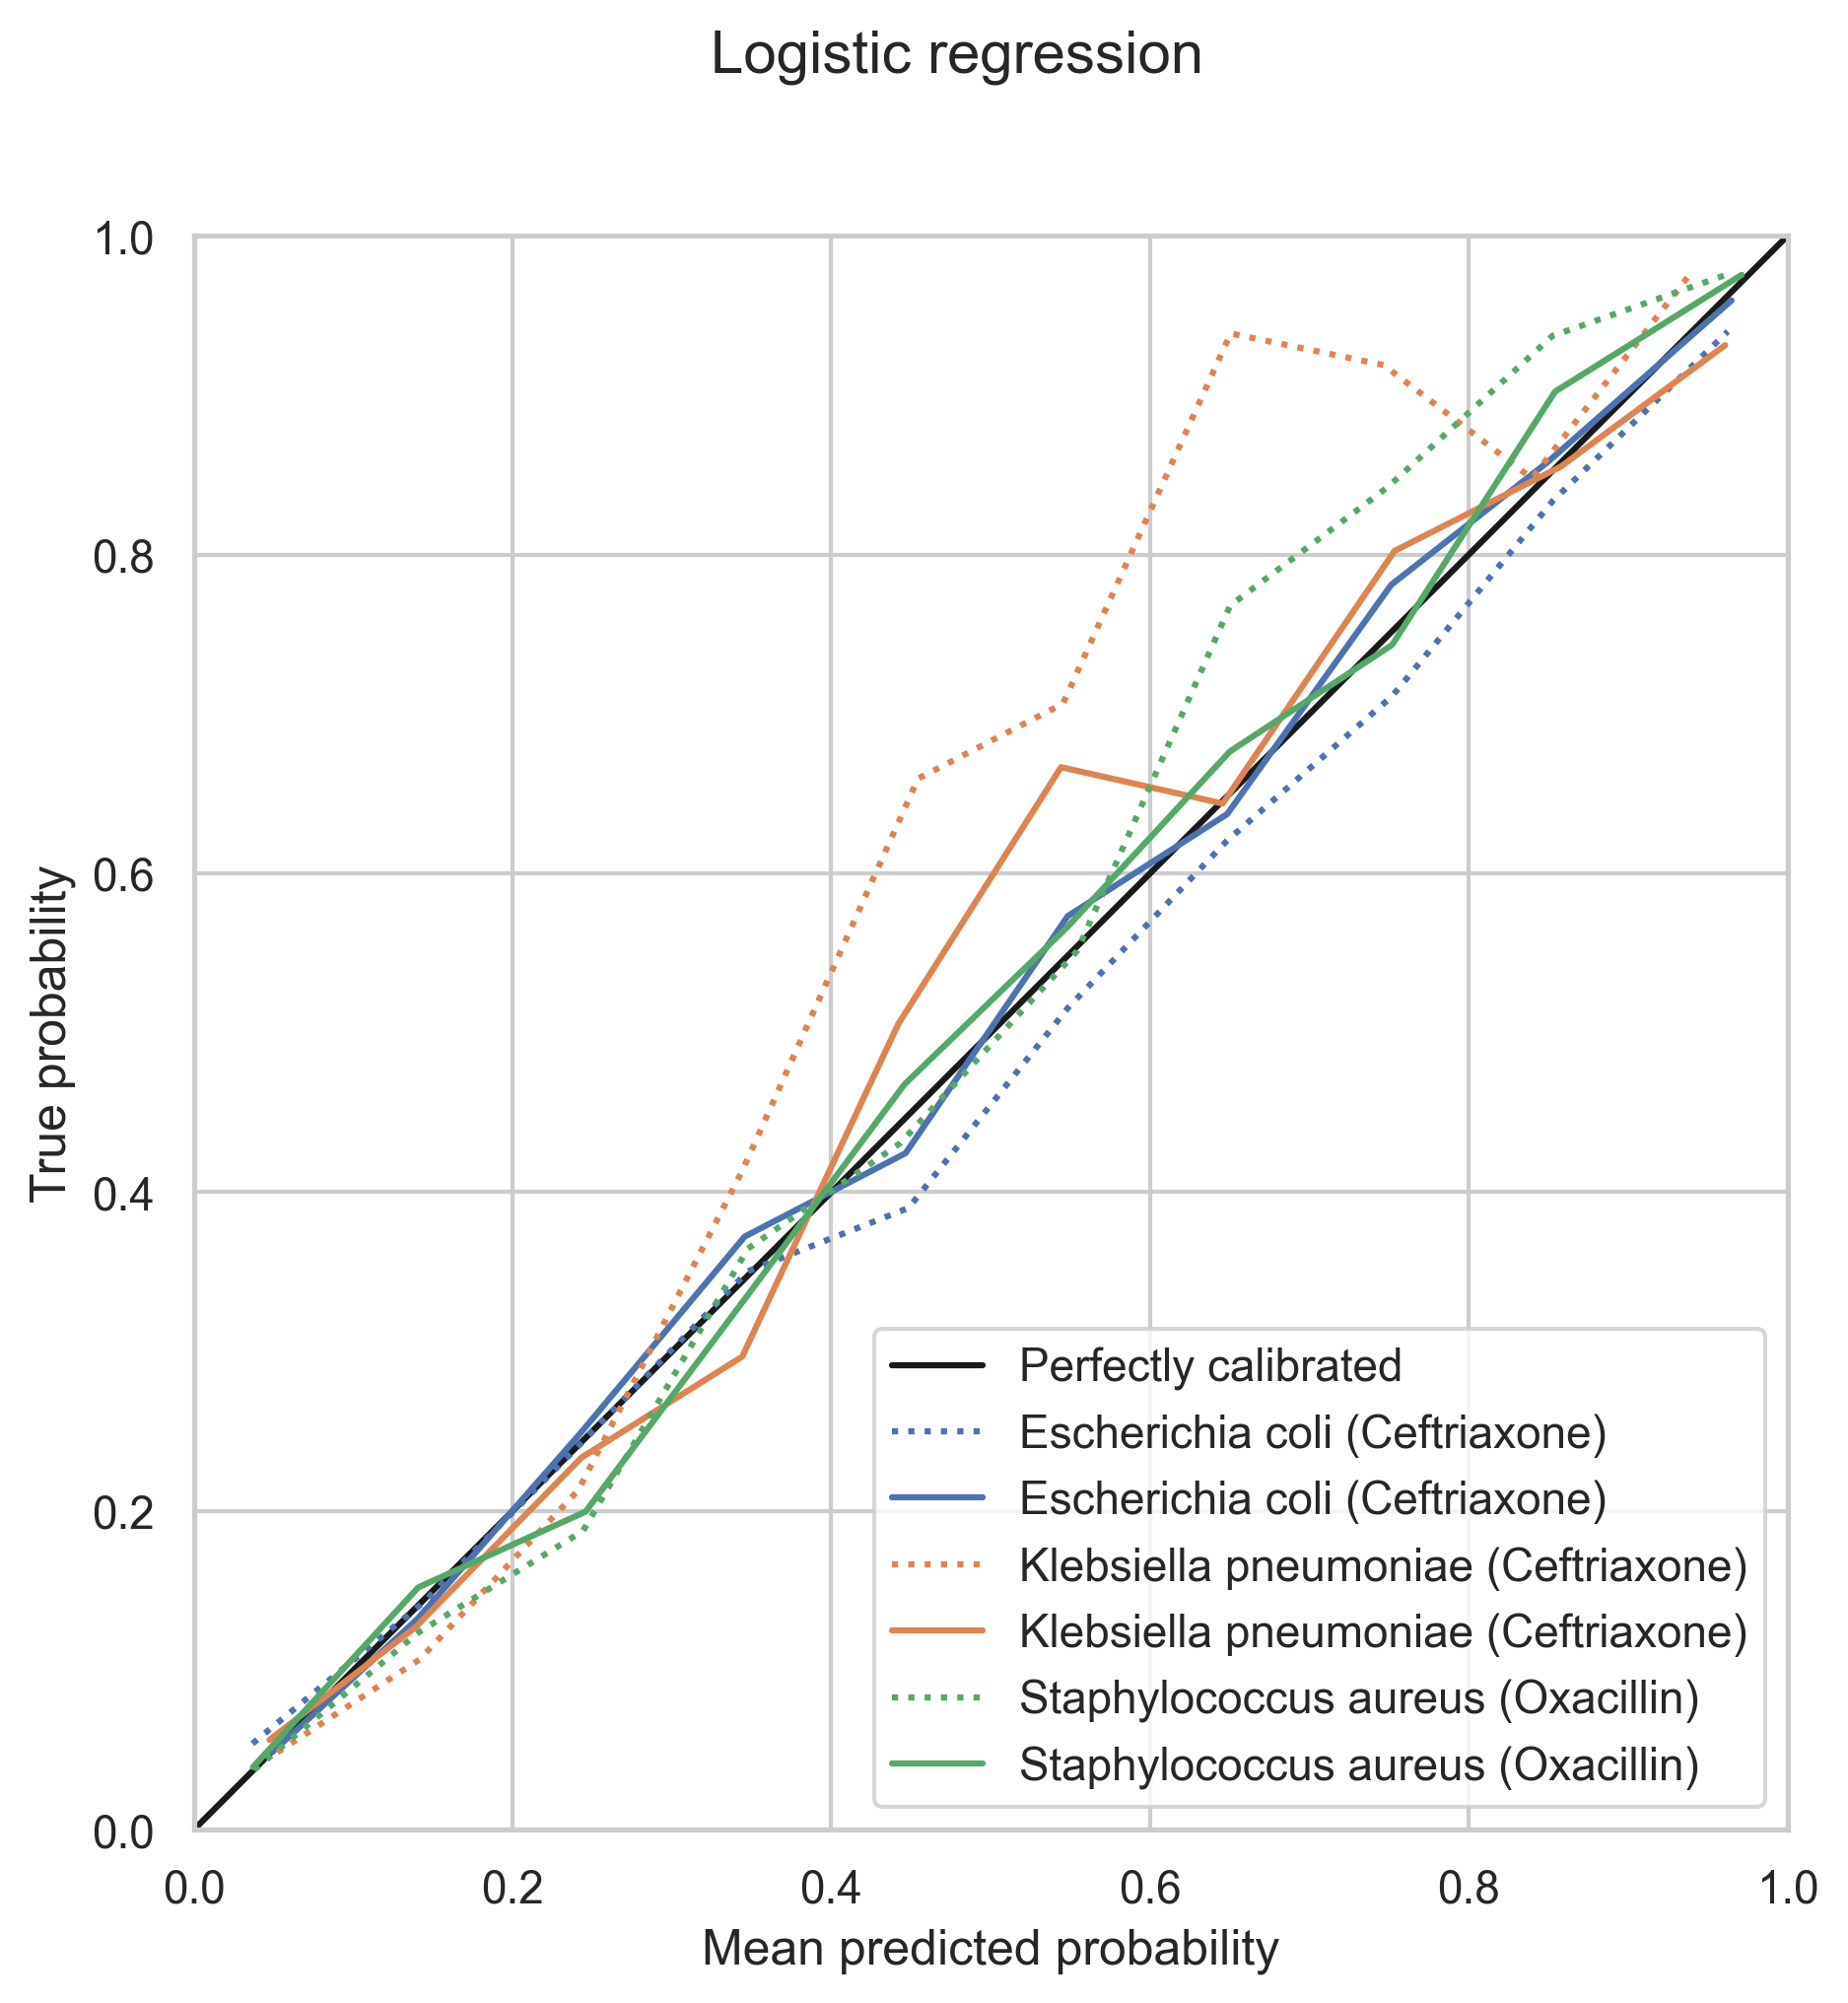 Logistic regression
1.0
0.8
0.6
0.4
0.2
0.0
True probability
Perfectly calibrated
Escherichia coli (Ceftriaxone)
Escherichia coli (Ceftriaxone)
Klebsiella pneumoniae (Ceftriaxone)
Klebsiella pneumoniae (Ceftriaxone)
Staphylococcus aureus (Oxacillin)
Staphylococcus aureus (Oxacillin)
0.0 0.2 0.4 0.6 0.8 1.0
Mean predicted probability